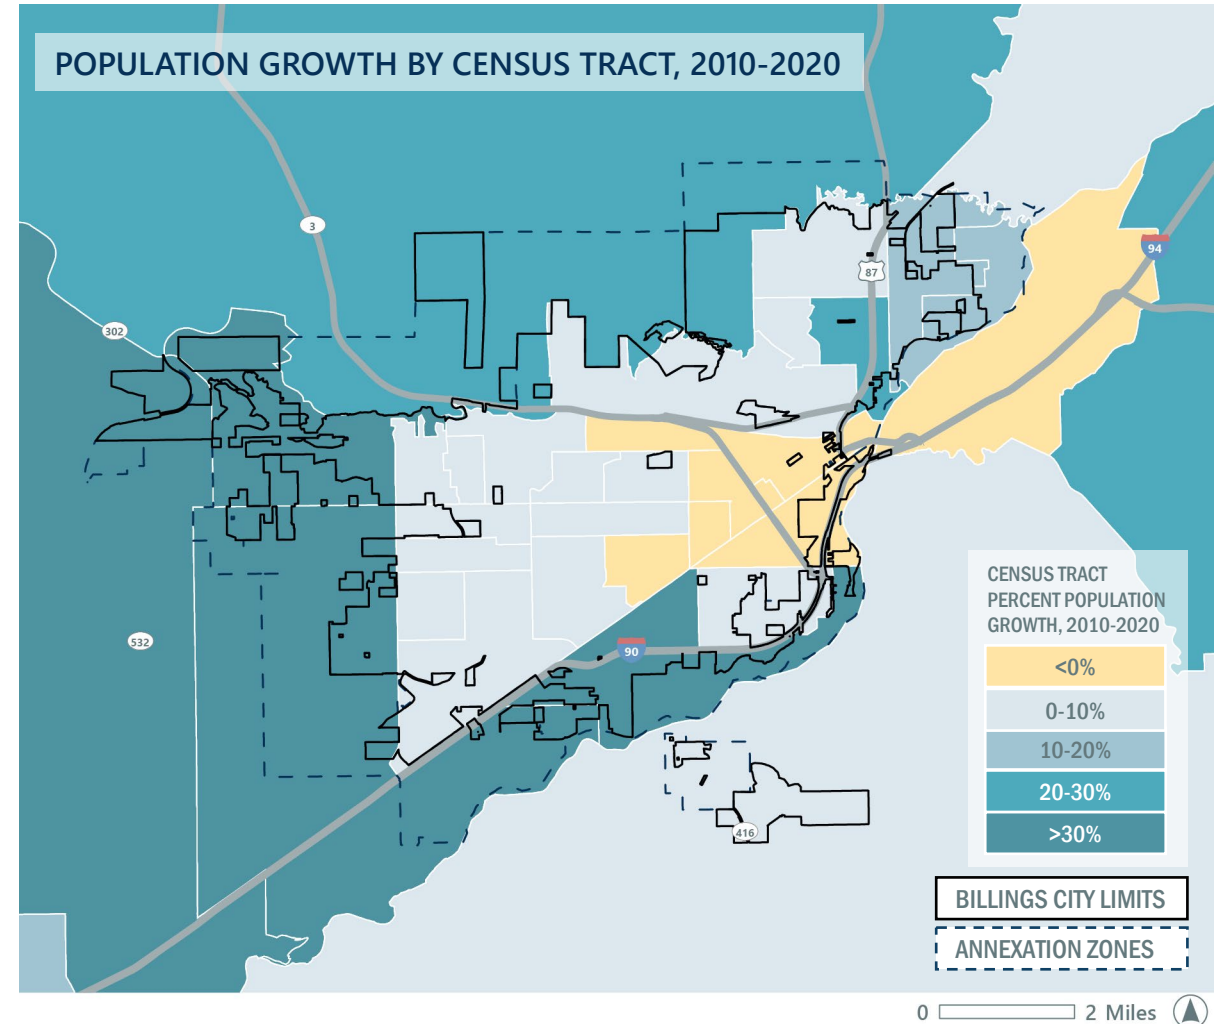 POPULATION GROWTH BY CENSUS TRACT, 2010-2020
3
87
94
302
532
90
416
CENSUS TRACT
PERCENT POPULATION
GROWTH, 2010-2020
<0%
0-10%
10-20%
20-30%
>30%
BILLINGS CITY LIMITS
ANNEXATION ZONES
0 2 Miles